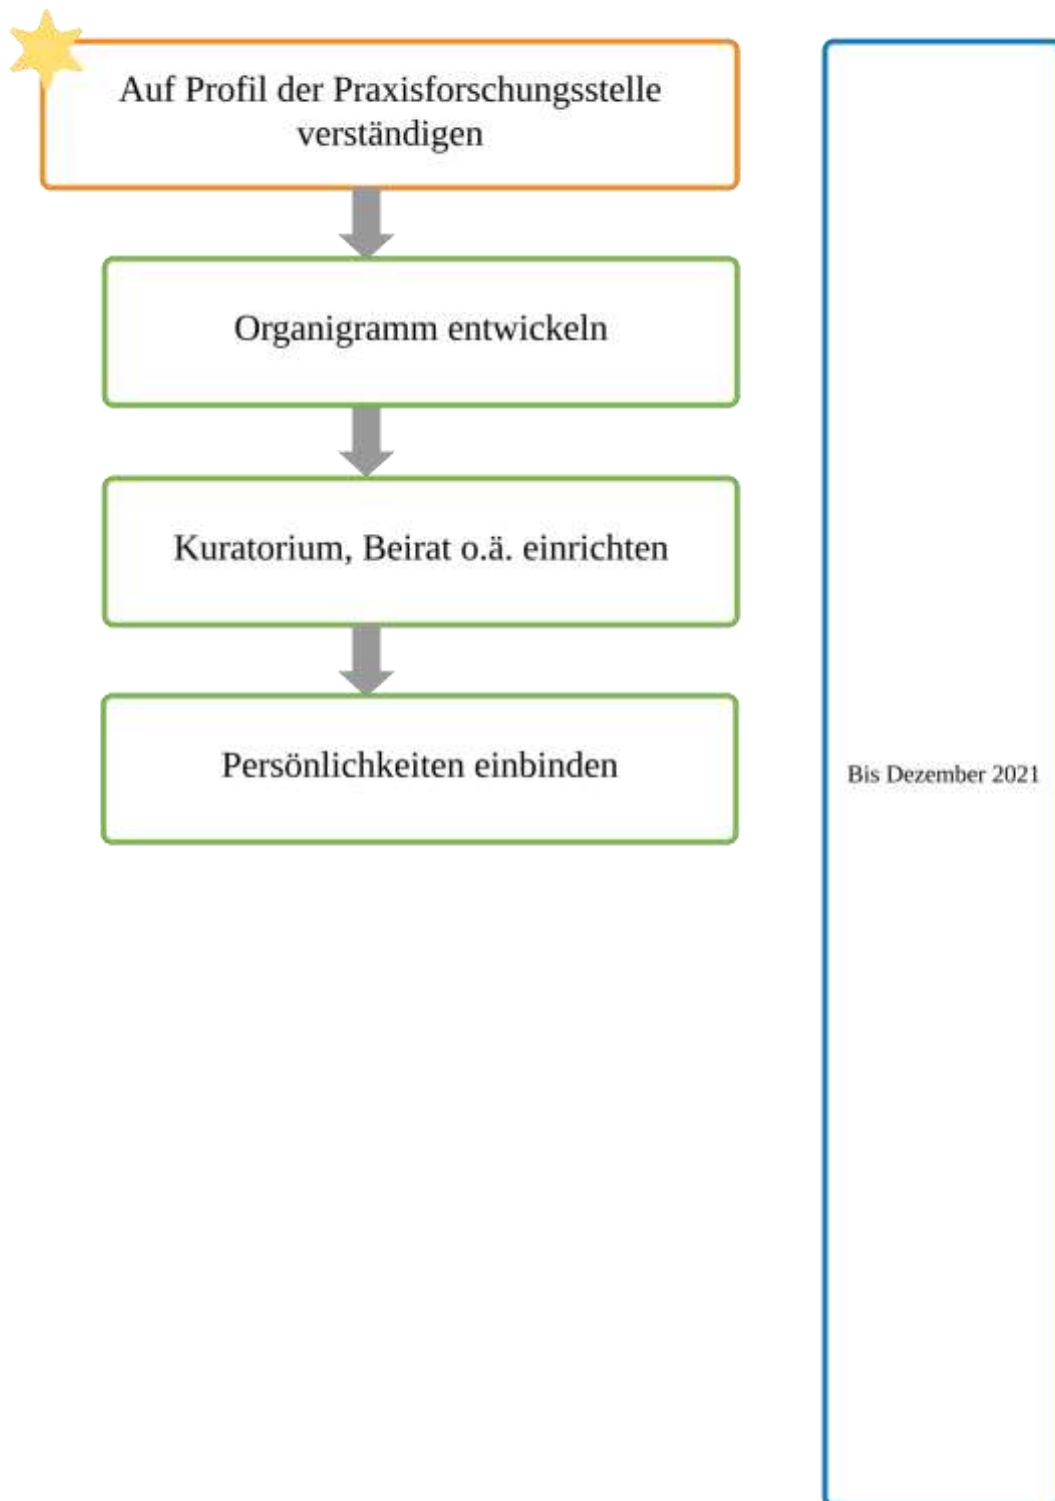 Auf Profil der Praxisforschungsstelle
verständigen
Organigramm entwickeln
Kuratorium, Beirat o.ä. einrichten
Persönlichkeiten einbinden
Bis Dezember 2021